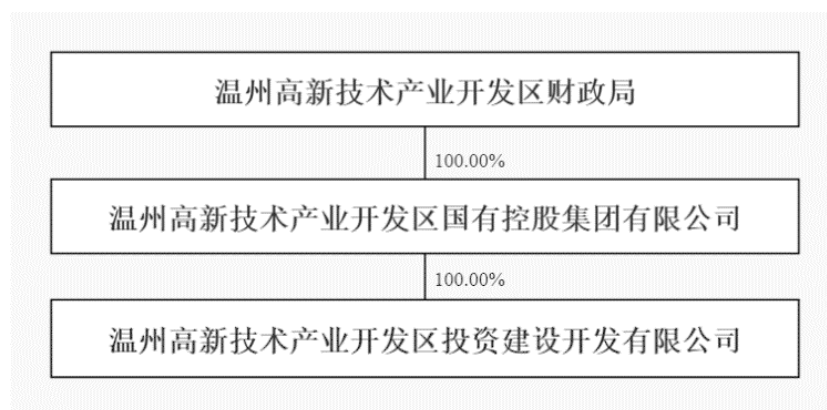 温州高新技术产业开发区财政局
100.00%
温州高新技术产业开发区国有控股集团有限公司
100.00%
温州高新技术产业开发区投资建设开发有限公司